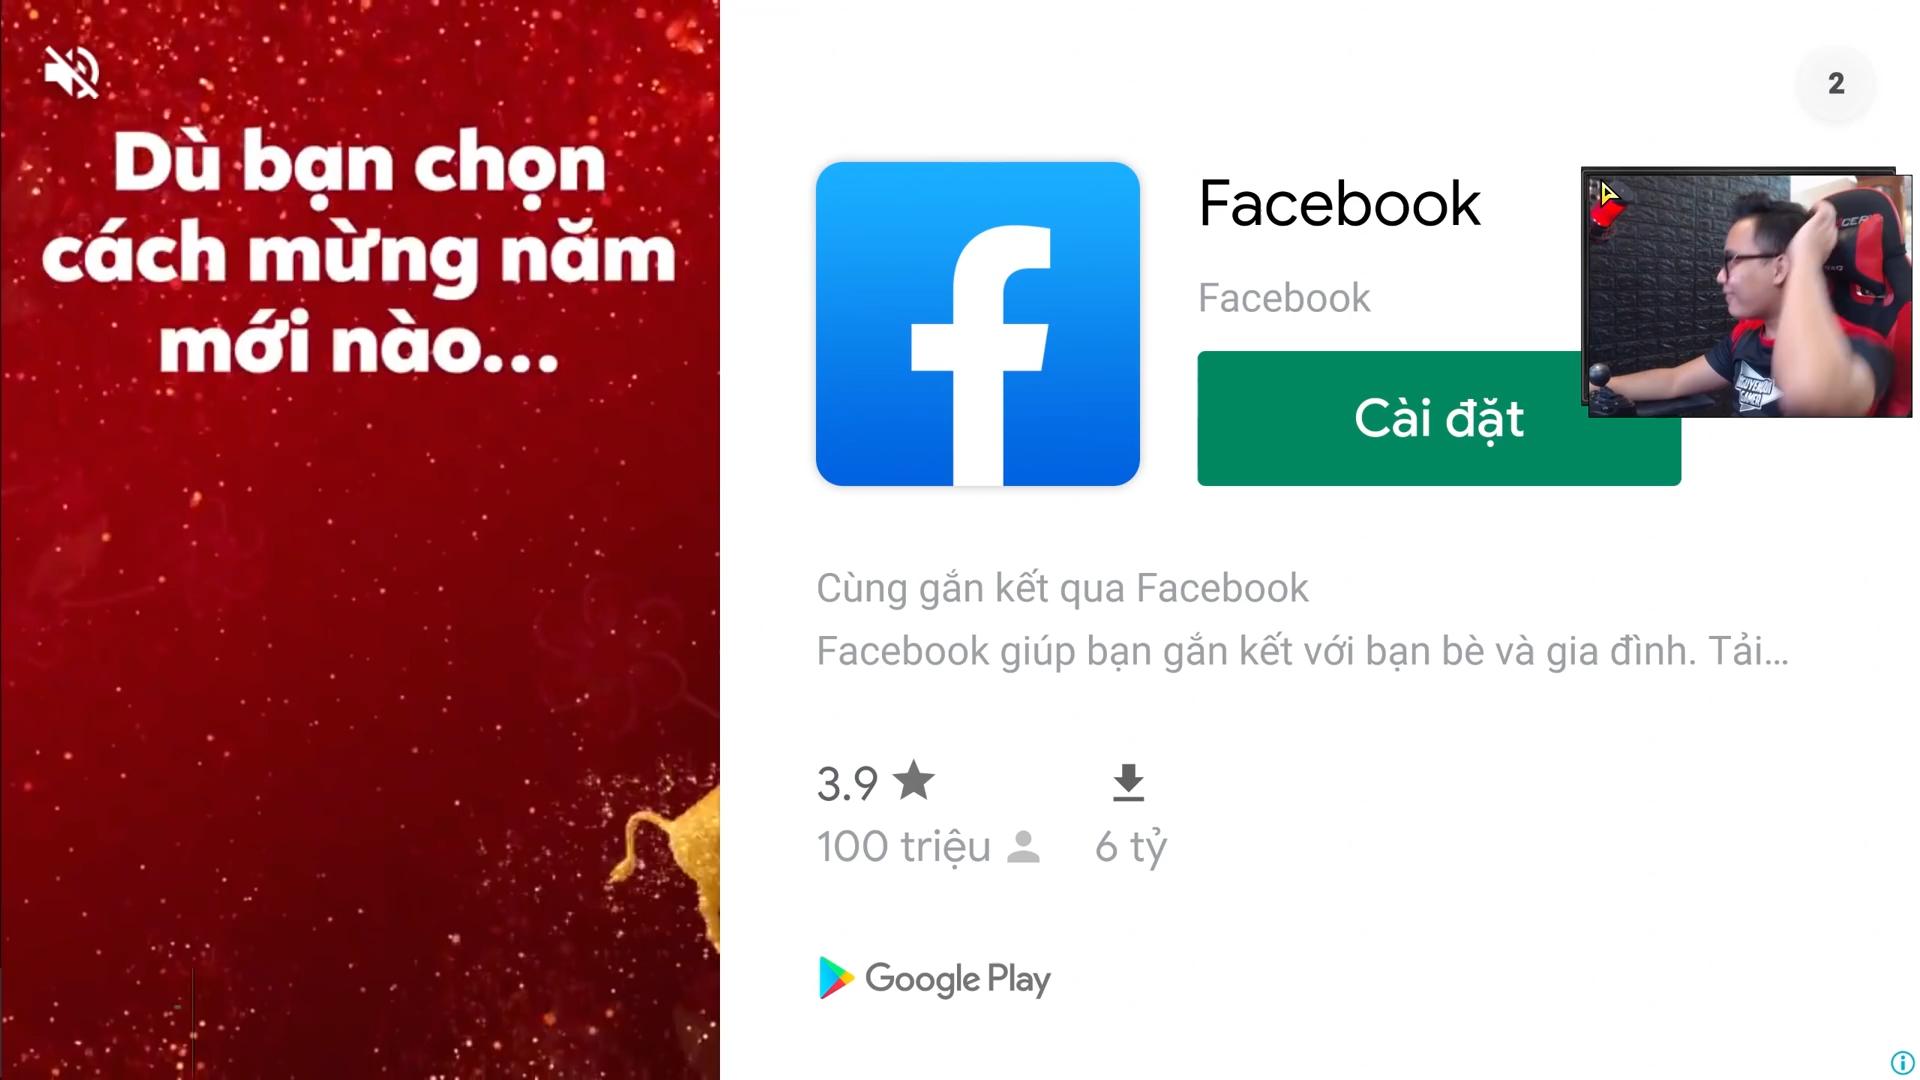 Dù bạn chọn
cách mừng năm
mới nào...
2
Facebook
Facebook
Cài đặt
Cùng gắn kết qua Facebook
Facebook giúp bạn gắn kết với bạn bè và gia đình. Tải...
3.9
100 triệu
6 tỷ
Google Play